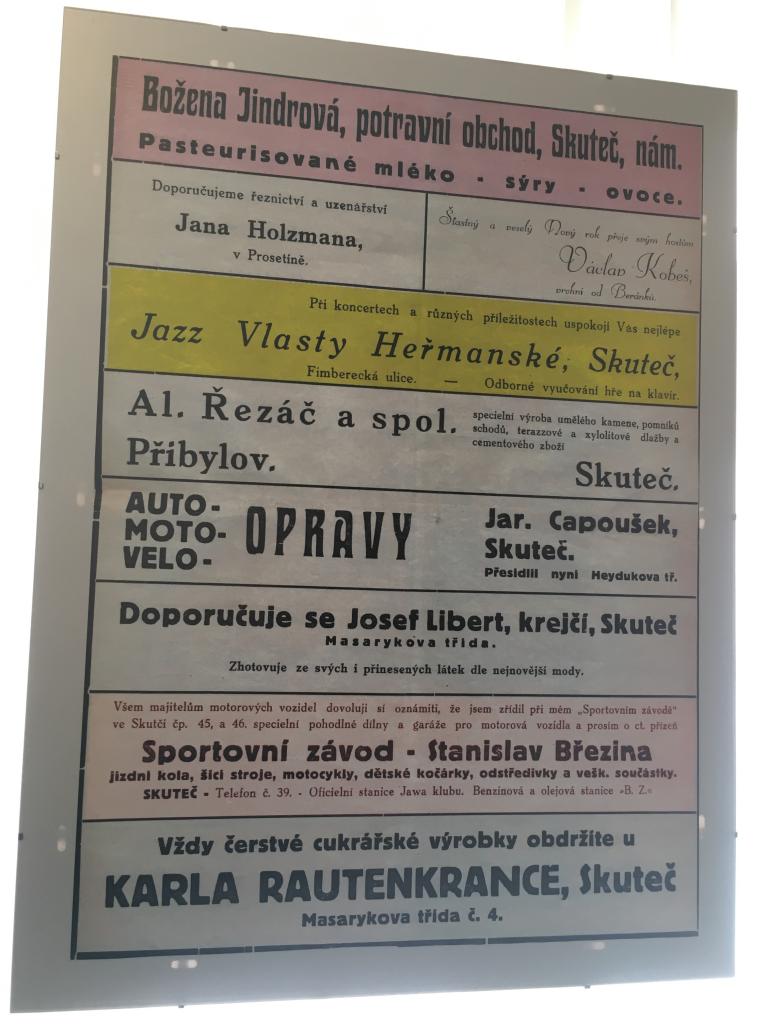 Božena Jindrová, potravní obchod, Skuteč, nám.
Pasteurisované mléko - sýry - ovoce.
Doporučujeme řeznictví a uzenářství
Jana Holzmana,
v Prosetíně.
Šťastný a veselý Nový rok přeje svým hostům
Václav Kobeš,
vrchní od Beránků.
Při koncertech a různých příležitostech uspokojí Vás nejlépe
Jazz Vlasty Heřmanské, Skuteč,
Fimberecká ulice. — Odborné vyučování hře na klavír.
Al. Řezáč a spol.
Přibylov.
specielní výroba umělého kamene, pomníků
schodů, terazzové a xylolitové dlažby a
cementového zboží
Skuteč.
AUTO-
MOTO-
VELO-
OPRAVY
Jar. Capoušek,
Skuteč.
Přesídlil nyní Heydukova tř.
Doporučuje se Josef Libert, krejčí, Skuteč
Masarykova třída.
Zhotovuje ze svých i přinesených látek dle nejnovější mody.
Všem majitelům motorových vozidel dovoluji sí oznámiti, že jsem zřídil při mém „Sportovním závodě“
ve Skutči čp. 45, a 46. specielní pohodlné dílny a garáže pro motorová vozidla a prosím o ct. přízeň
Sportovní závod - Stanislav Březina
jízdní kola, šicí stroje, motocykly, dětské kočárky, odstředivky a vešk. součástky.
SKUTEČ - Telefon č. 39. - Oficielní stanice Jawa klubu. Benzinová a olejová stanice »B. Z.«
Vždy čerstvé cukrářské výrobky obdržíte u
KARLA RAUTENKRANCE, Skuteč
Masarykova třída č. 4.